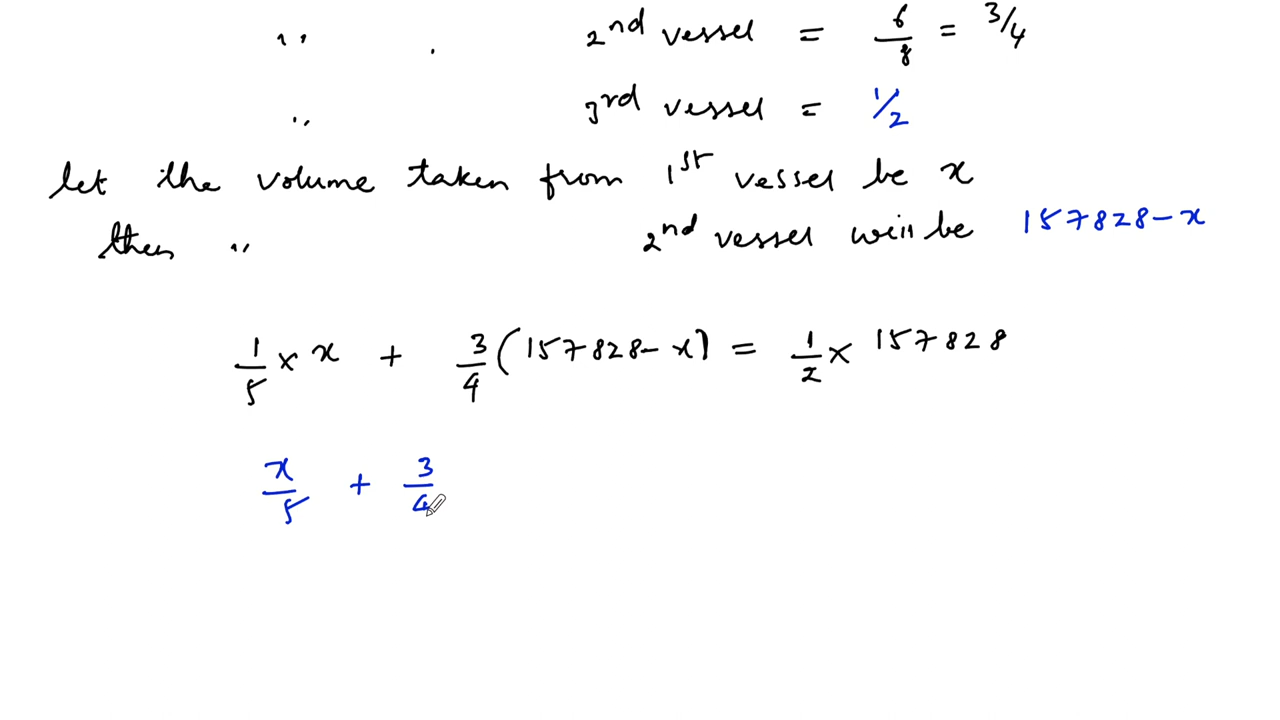 " . 2nd vessel = 6/8 = 3/4
" 3rd vessel = 1/2
let the volume taken from 1st vessel be x
then " 2nd vessel will be 157828 - x
1/5 × x + 3/4 (157828 - x) = 1/2 × 157828
x/5 + 3/4